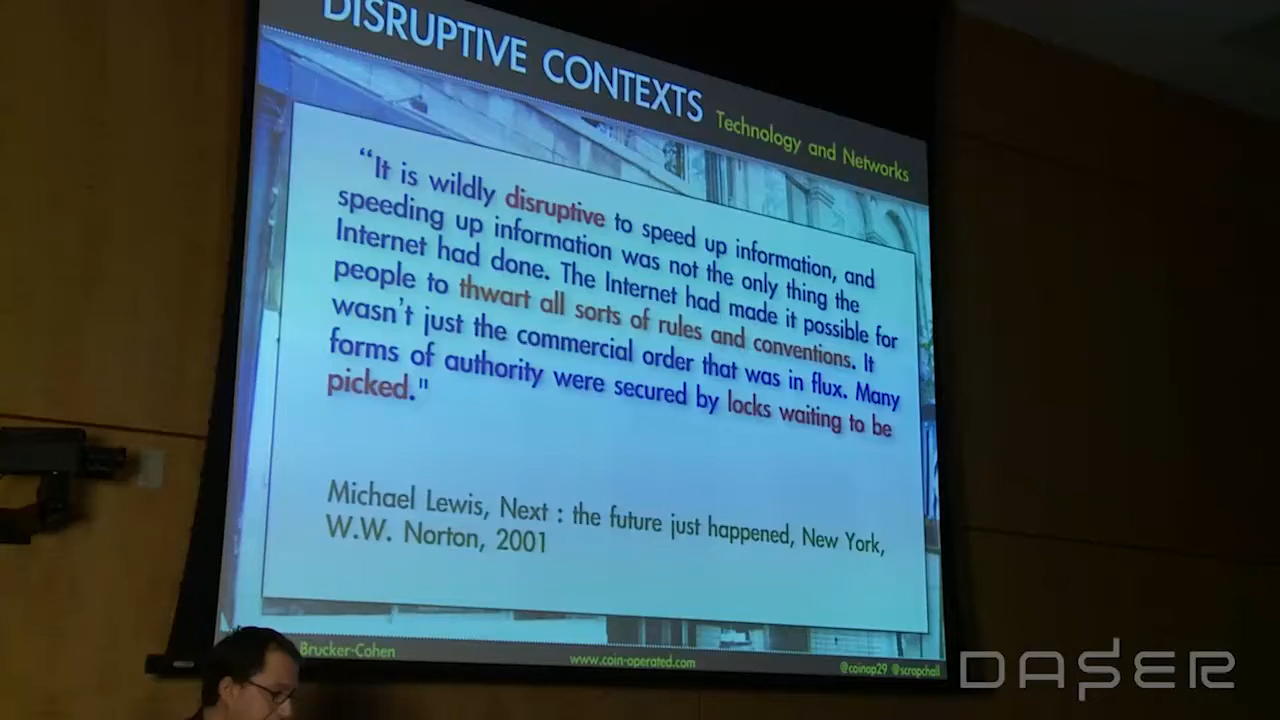 DISRUPTIVE CONTEXTS Technology and Networks
“It is wildly disruptive to speed up information, and
speeding up information was not the only thing the
Internet had done. The Internet had made it possible for
people to thwart all sorts of rules and conventions. It
wasn't just the commercial order that was in flux. Many
forms of authority were secured by locks waiting to be
picked."
Michael Lewis, Next : the future just happened, New York,
W.W. Norton, 2001
Brucker-Cohen www.coin-operated.com @coinop29 @scrapchall
DASER